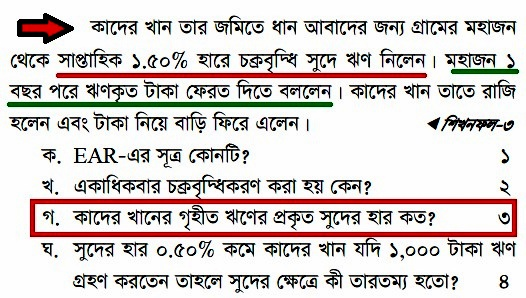 কাদের খান তার জমিতে ধান আবাদের জন্য গ্রামের মহাজন
থেকে সাপ্তাহিক ১.৫০% হারে চক্রবৃদ্ধি সুদে ঋণ নিলেন। মহাজন ১
বছর পরে ঋণকৃত টাকা ফেরত দিতে বললেন। কাদের খান তাতে রাজি
হলেন এবং টাকা নিয়ে বাড়ি ফিরে এলেন। ◄ শিখনফল-৩
ক. EAR-এর সূত্র কোনটি? ১
খ. একাধিকবার চক্রবৃদ্ধিকরণ করা হয় কেন? ২
গ. কাদের খানের গৃহীত ঋণের প্রকৃত সুদের হার কত? ৩
ঘ. সুদের হার ০.৫০% কমে কাদের খান যদি ১,০০০ টাকা ঋণ
গ্রহণ করতেন তাহলে সুদের ক্ষেত্রে কী তারতম্য হতো? ৪